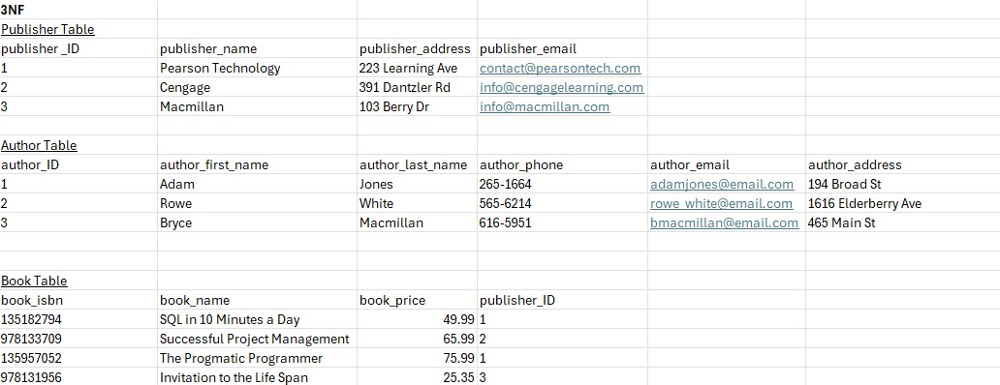 3NF
Publisher Table
publisher _ID publisher_name publisher_address publisher_email
1 Pearson Technology 223 Learning Ave contact@pearsontech.com
2 Cengage 391 Dantzler Rd info@cengagelearning.com
3 Macmillan 103 Berry Dr info@macmillan.com
Author Table
author_ID author_first_name author_last_name author_phone author_email author_address
1 Adam Jones 265-1664 adamjones@email.com 194 Broad St
2 Rowe White 565-6214 rowe_white@email.com 1616 Elderberry Ave
3 Bryce Macmillan 616-5951 bmacmillan@email.com 465 Main St
Book Table
book_isbn book_name book_price publisher_ID
135182794 SQL in 10 Minutes a Day 49.99 1
978133709 Successful Project Management 65.99 2
135957052 The Progmatic Programmer 75.99 1
978131956 Invitation to the Life Span 25.35 3